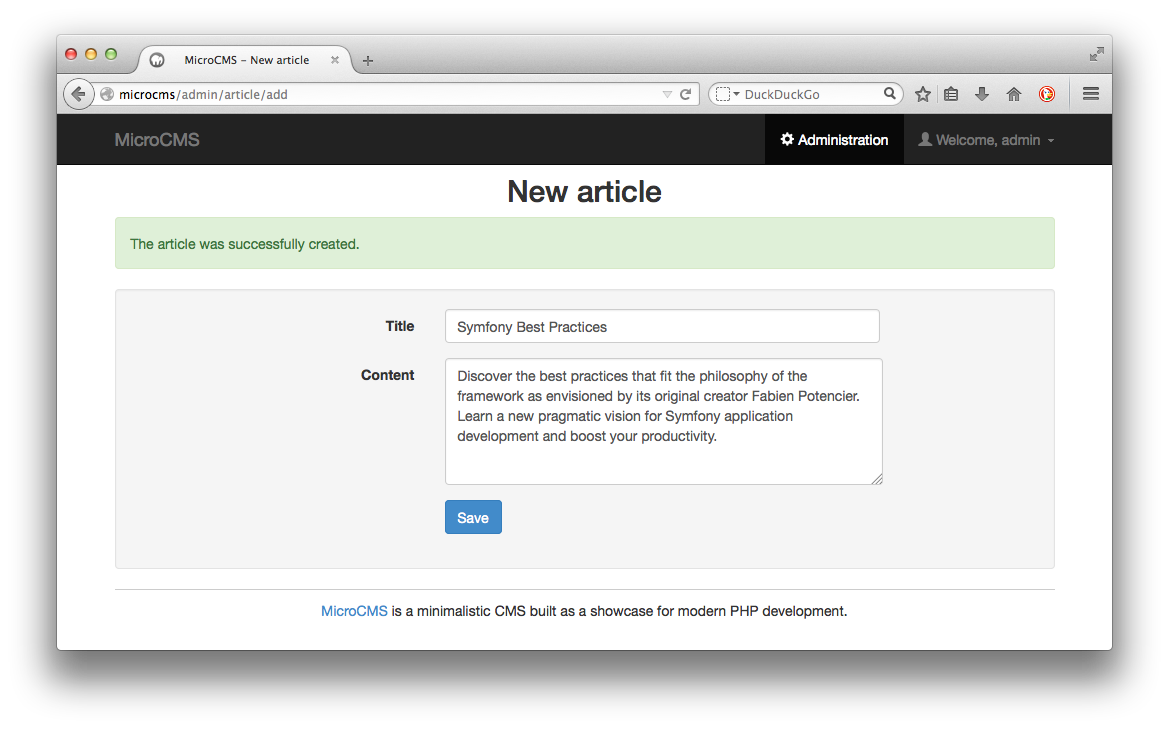 MicroCMS – New article
microcms/admin/article/add
DuckDuckGo
MicroCMS
Administration
Welcome, admin
New article
The article was successfully created.
Title
Symfony Best Practices
Content
Discover the best practices that fit the philosophy of the
framework as envisioned by its original creator Fabien Potencier.
Learn a new pragmatic vision for Symfony application
development and boost your productivity.
Save
MicroCMS is a minimalistic CMS built as a showcase for modern PHP development.